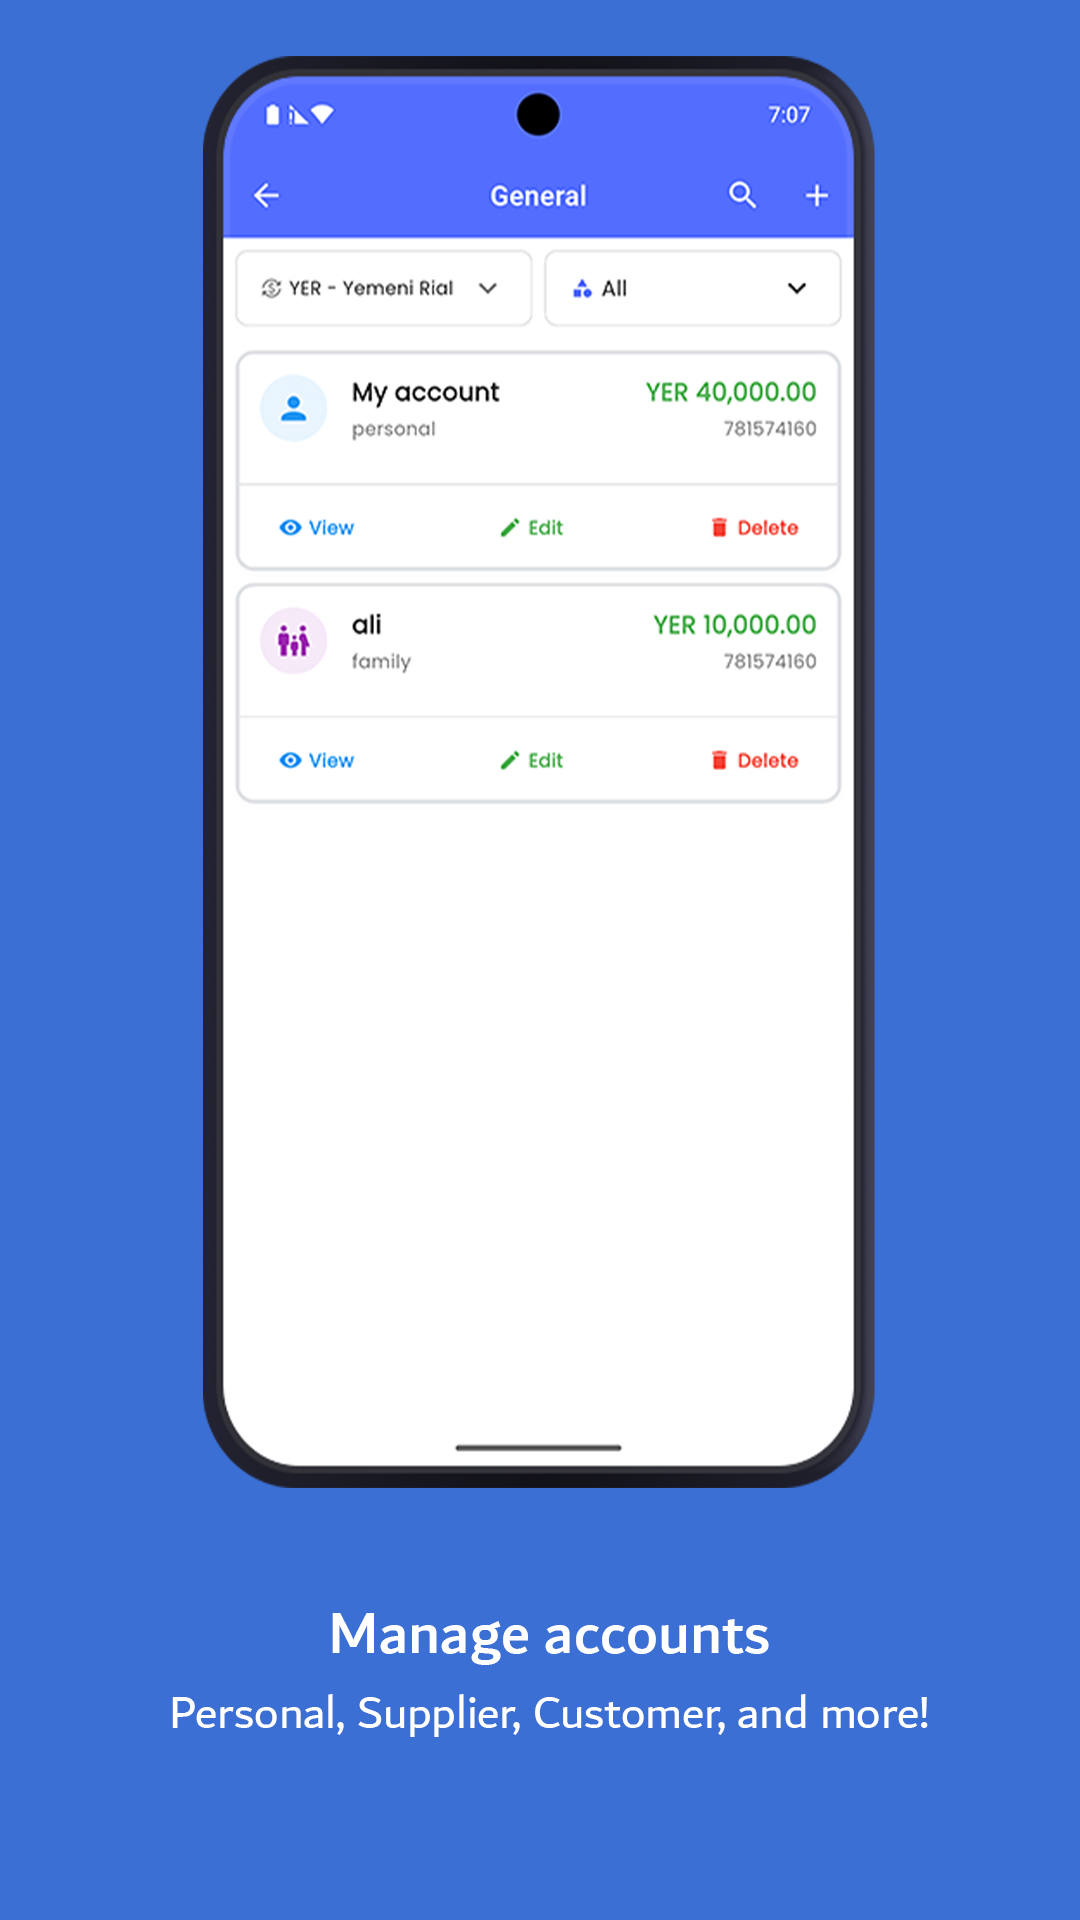 7:07
General
YER - Yemeni Rial
All
My account
YER 40,000.00
personal
781574160
View
Edit
Delete
ali
YER 10,000.00
family
781574160
View
Edit
Delete
Manage accounts
Personal, Supplier, Customer, and more!